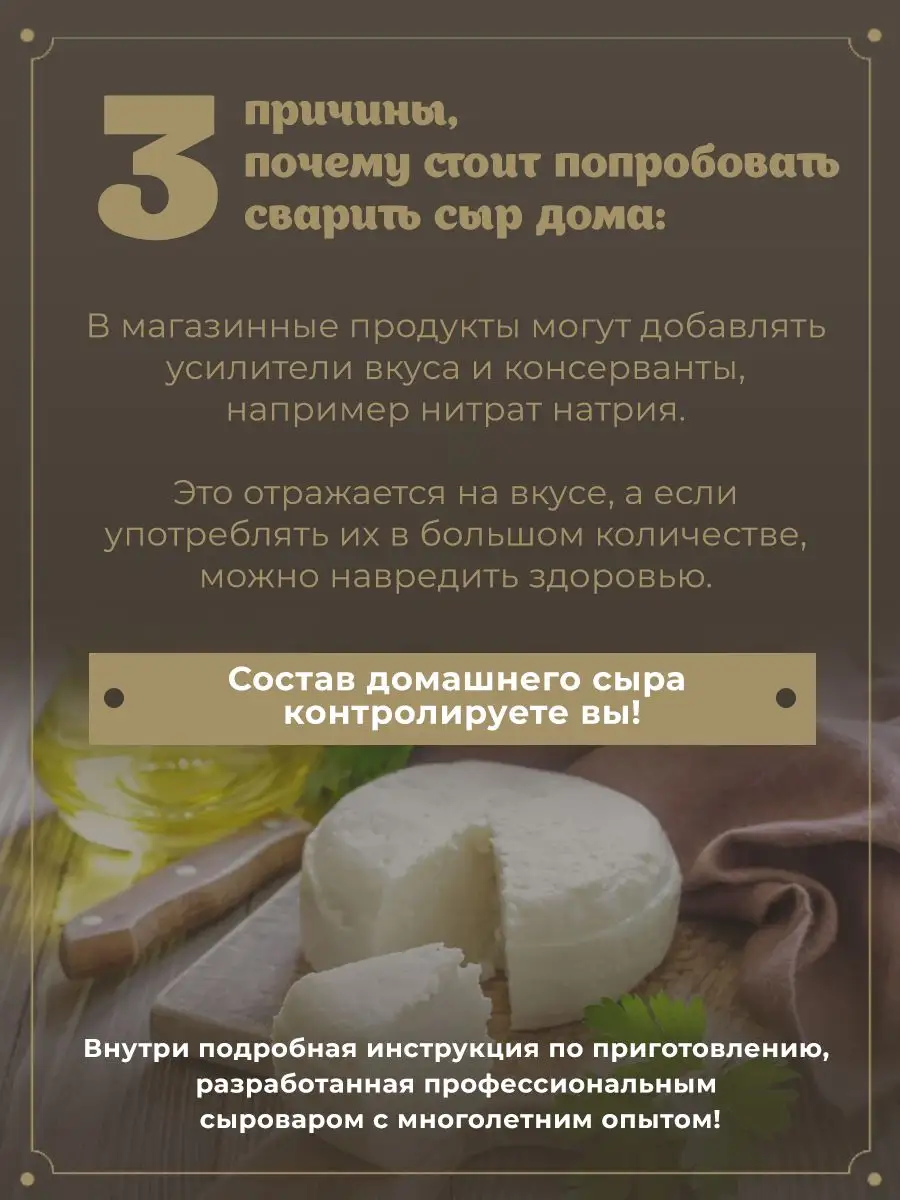 3 причины,
почему стоит попробовать
сварить сыр дома:
В магазинные продукты могут добавлять
усилители вкуса и консерванты,
например нитрат натрия.
Это отражается на вкусе, а если
употреблять их в большом количестве,
можно навредить здоровью.
Состав домашнего сыра
контролируете вы!
Внутри подробная инструкция по приготовлению,
разработанная профессиональным
сыроваром с многолетним опытом!